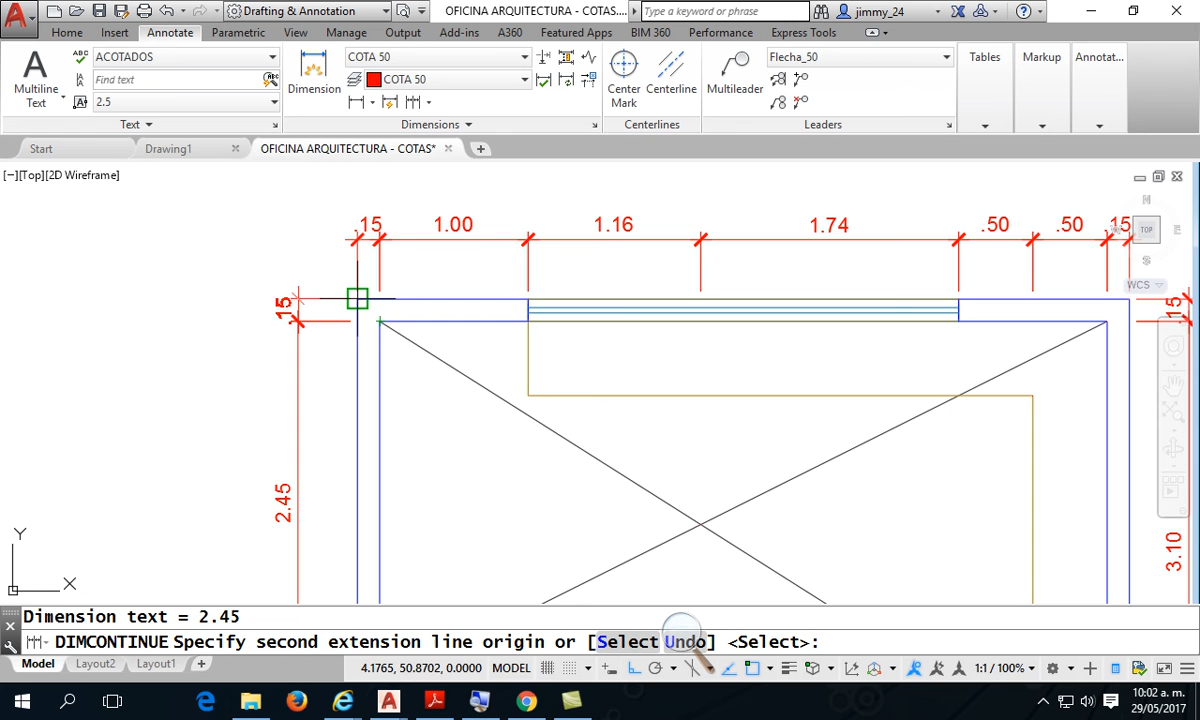 A Drafting & Annotation OFICINA ARQUITECTURA - COTAS.... Type a keyword or phrase jimmy_24
Home Insert Annotate Parametric View Manage Output Add-ins A360 Featured Apps BIM 360 Performance Express Tools
A Multiline Text
ABC ACOTADOS
Find text
2.5
Text
Dimension
COTA 50
COTA 50
Dimensions
Center Mark
Centerline
Centerlines
Multileader
Flecha_50
Leaders
Tables
Markup
Annotat...
Start Drawing1 OFICINA ARQUITECTURA - COTAS*
[−][Top][2D Wireframe]
N
TOP
E
S
WCS
.15 1.00 1.16 1.74 .50 .50 .15
.15
.15
2.45
3.10
Y
X
Dimension text = 2.45
DIMCONTINUE Specify second extension line origin or [Select Undo] <Select>:
Model Layout2 Layout1 4.1765, 50.8702, 0.0000 MODEL 1:1 / 100%
10:02 a. m.
29/05/2017